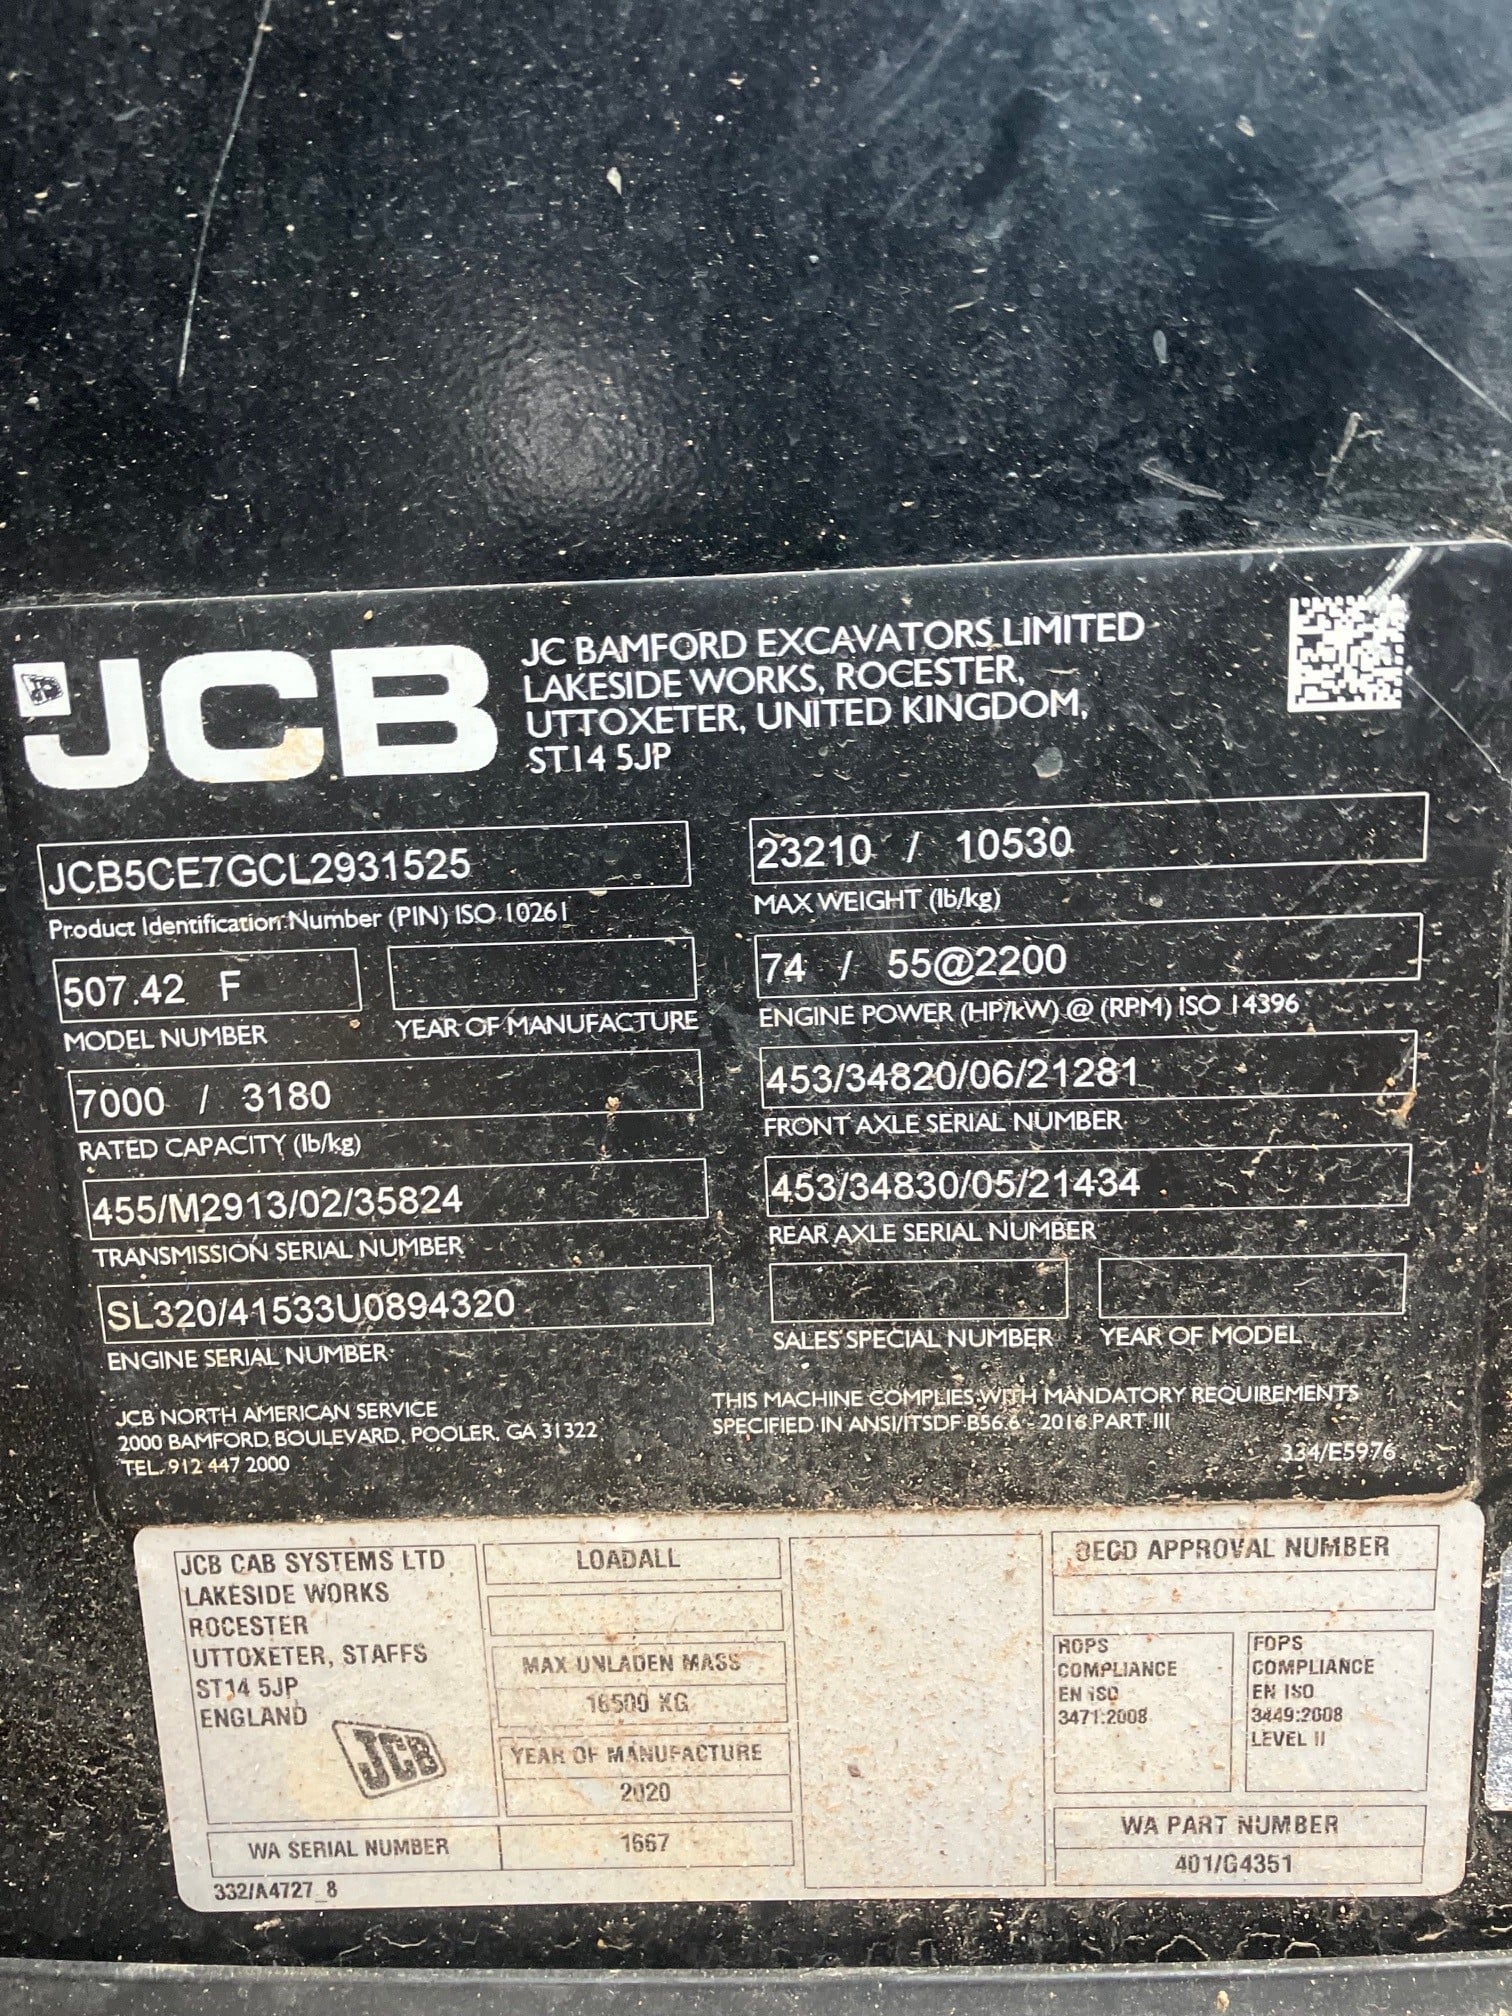 JCB
JC BAMFORD EXCAVATORS LIMITED
LAKESIDE WORKS, ROCESTER,
UTTOXETER, UNITED KINGDOM,
ST14 5JP
JCB5CE7GCL2931525
Product Identification Number (PIN) ISO 10261
507.42 F
MODEL NUMBER
YEAR OF MANUFACTURE
7000 / 3180
RATED CAPACITY (lb/kg)
455/M2913/02/35824
TRANSMISSION SERIAL NUMBER
SL320/41533U0894320
ENGINE SERIAL NUMBER
23210 / 10530
MAX WEIGHT (lb/kg)
74 / 55@2200
ENGINE POWER (HP/kW) @ (RPM) ISO 14396
453/34820/06/21281
FRONT AXLE SERIAL NUMBER
453/34830/05/21434
REAR AXLE SERIAL NUMBER
SALES SPECIAL NUMBER
YEAR OF MODEL
JCB NORTH AMERICAN SERVICE
2000 BAMFORD BOULEVARD, POOLER, GA 31322
TEL. 912 447 2000
THIS MACHINE COMPLIES WITH MANDATORY REQUIREMENTS
SPECIFIED IN ANSI/ITSDF B56.6 - 2016 PART III
334/E5976
JCB CAB SYSTEMS LTD
LAKESIDE WORKS
ROCESTER
UTTOXETER, STAFFS
ST14 5JP
ENGLAND
JCB
WA SERIAL NUMBER
1667
332/A4727_8
LOADALL
MAX UNLADEN MASS
16500 KG
YEAR OF MANUFACTURE
2020
OECD APPROVAL NUMBER
ROPS
COMPLIANCE
EN ISO
3471:2008
FOPS
COMPLIANCE
EN ISO
3449:2008
LEVEL II
WA PART NUMBER
401/G4351